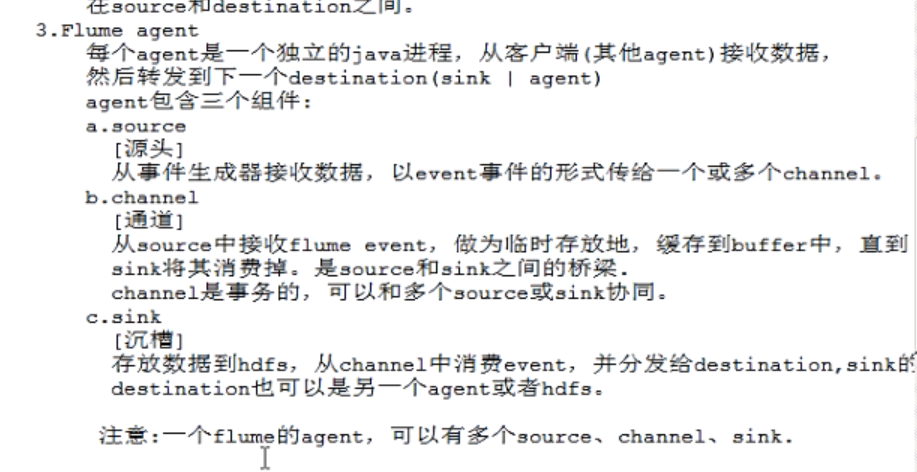 在source和destination之间。
3.Flume agent
每个agent是一个独立的java进程，从客户端(其他agent)接收数据，
然后转发到下一个destination(sink | agent)
agent包含三个组件：
a.source
[源头]
从事件生成器接收数据，以event事件的形式传给一个或多个channel。
b.channel
[通道]
从source中接收flume event，做为临时存放地，缓存到buffer中，直到
sink将其消费掉。是source和sink之间的桥梁.
channel是事务的，可以和多个source或sink协同。
c.sink
[沉槽]
存放数据到hdfs，从channel中消费event，并分发给destination,sink的
destination也可以是另一个agent或者hdfs。
注意:一个flume的agent，可以有多个source、channel、sink.